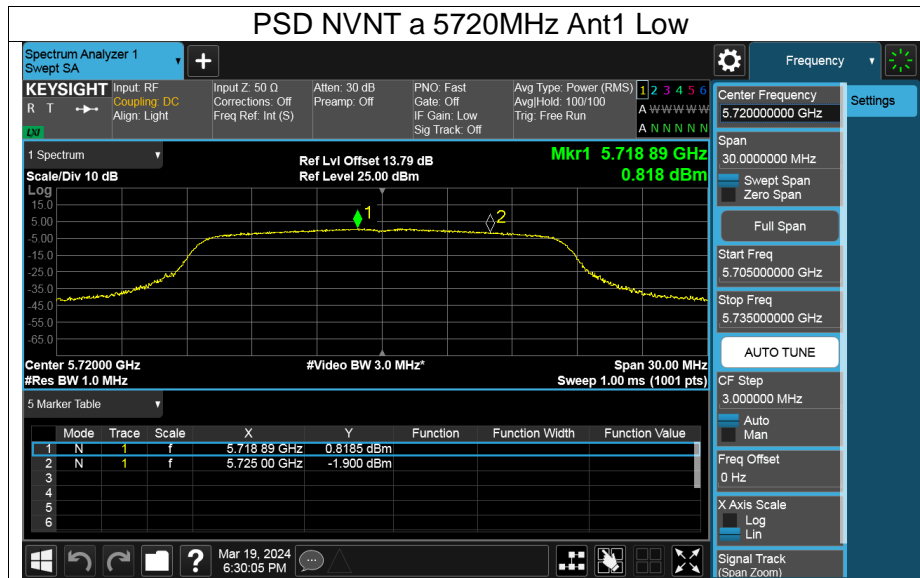 PSD NVNT a 5720MHz Ant1 Low
Spectrum Analyzer 1
Swept SA
+
Frequency
KEYSIGHT
R T
LXI
Input: RF
Coupling: DC
Align: Light
Input Z: 50 Ω
Corrections: Off
Freq Ref: Int (S)
Atten: 30 dB
Preamp: Off
PNO: Fast
Gate: Off
IF Gain: Low
Sig Track: Off
Avg Type: Power (RMS)
Avg|Hold: 100/100
Trig: Free Run
1 2 3 4 5 6
A W W W W W
A N N N N N
1 Spectrum
Scale/Div 10 dB
Ref Lvl Offset 13.79 dB
Ref Level 25.00 dBm
Mkr1 5.718 89 GHz
0.818 dBm
Log
15.0
5.00
-5.00
-15.0
-25.0
-35.0
-45.0
-55.0
-65.0
1
2
Center 5.72000 GHz
#Res BW 1.0 MHz
#Video BW 3.0 MHz*
Span 30.00 MHz
Sweep 1.00 ms (1001 pts)
5 Marker Table
Mode Trace Scale X Y Function Function Width Function Value
1 N 1 f 5.718 89 GHz 0.8185 dBm
2 N 1 f 5.725 00 GHz -1.900 dBm
3
4
5
6
?
Mar 19, 2024
6:30:05 PM
Center Frequency
5.720000000 GHz
Settings
Span
30.0000000 MHz
Swept Span
Zero Span
Full Span
Start Freq
5.705000000 GHz
Stop Freq
5.735000000 GHz
AUTO TUNE
CF Step
3.000000 MHz
Auto
Man
Freq Offset
0 Hz
X Axis Scale
Log
Lin
Signal Track
(Span Zoom)